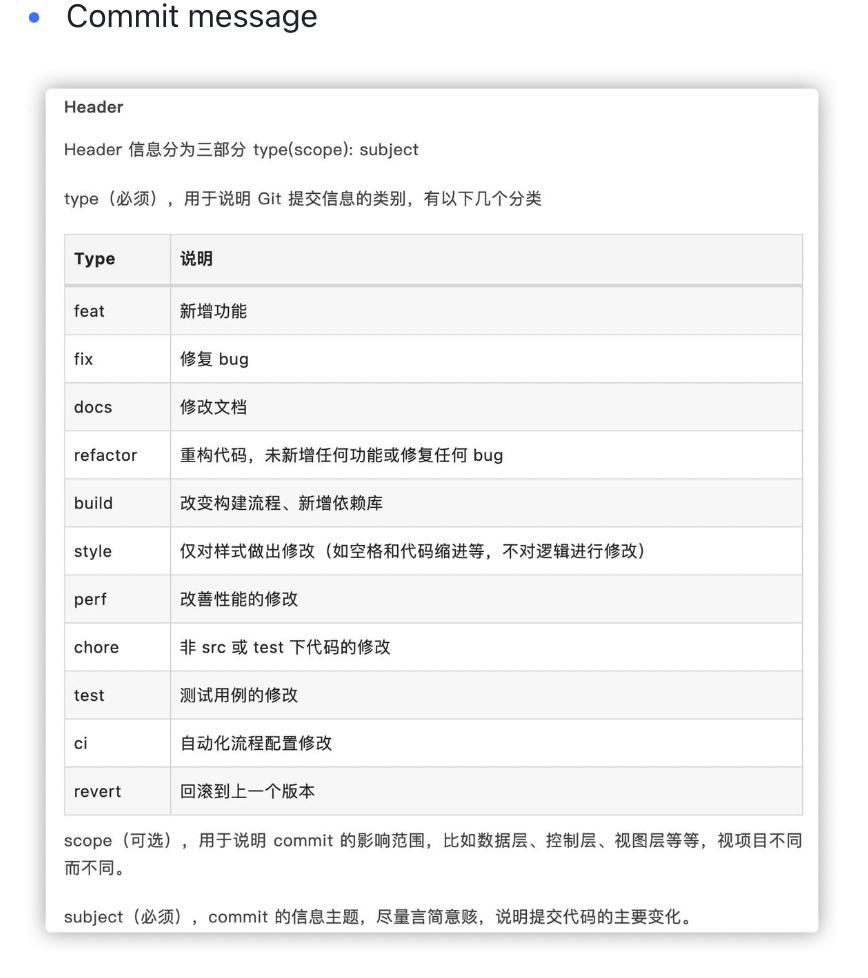 Commit message
Header
Header 信息分为三部分 type(scope): subject
type（必须）, 用于说明 Git 提交信息的类别，有以下几个分类
Type 说明
feat 新增功能
fix 修复 bug
docs 修改文档
refactor 重构代码，未新增任何功能或修复任何 bug
build 改变构建流程、新增依赖库
style 仅对样式做出修改（如空格和代码缩进等，不对逻辑进行修改）
perf 改善性能的修改
chore 非 src 或 test 下代码的修改
test 测试用例的修改
ci 自动化流程配置修改
revert 回滚到上一个版本
scope（可选）, 用于说明 commit 的影响范围，比如数据层、控制层、视图层等等，视项目不同
而不同。
subject（必须）, commit 的信息主题，尽量言简意赅，说明提交代码的主要变化。